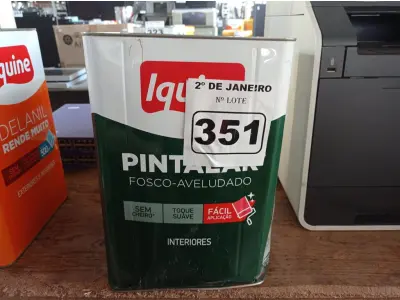 Iquine
DELANIL
RENDE MUITO
Iquine
2º DE JANEIRO
Nº LOTE
351
PINTALAR
FOSCO-AVELUDADO
SEM
CHEIRO
TOQUE
SUAVE
FÁCIL
APLICAÇÃO
INTERIORES